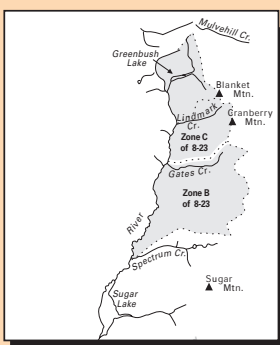 Mulvehill Cr.
Greenbush
Lake
Blanket
Mtn.
Lindmark
Cr.
Cranberry
Mtn.
Zone C
of 8-23
Gates Cr.
Zone B
of 8-23
River
Spectrum Cr.
Sugar
Mtn.
Sugar
Lake